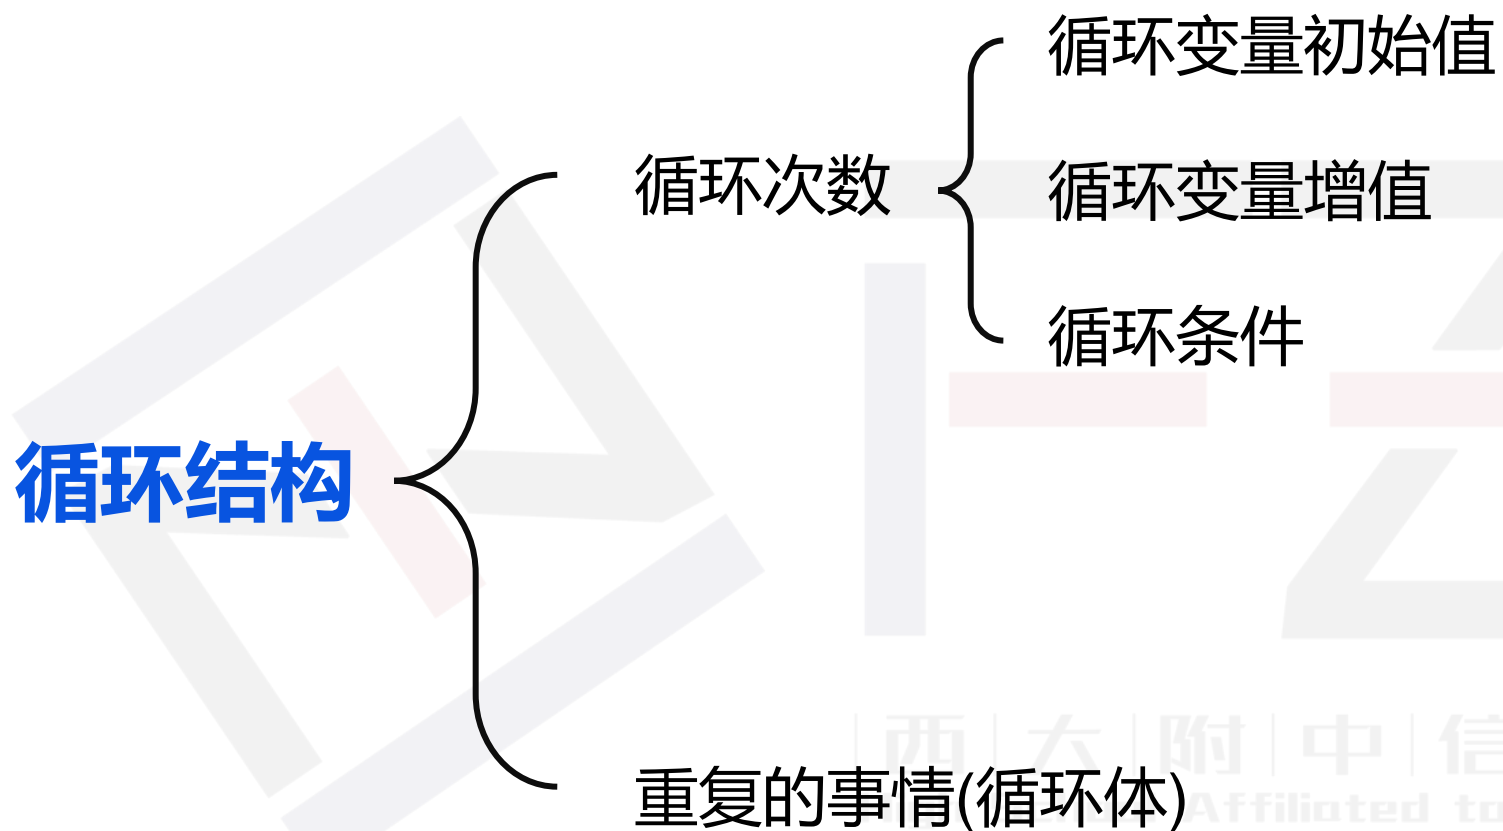 循环变量初始值
循环次数
循环变量增值
循环条件
循环结构
西大附中信
重复的事情(循环体)
Affiliated to